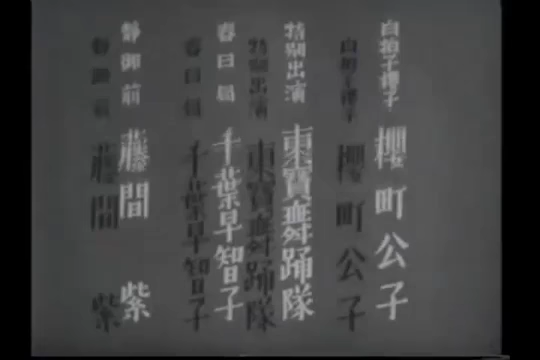 白拍子櫻子 櫻町公子
特別出演 東寶舞踊隊
春日局 千葉早智子
靜御前 藤間紫